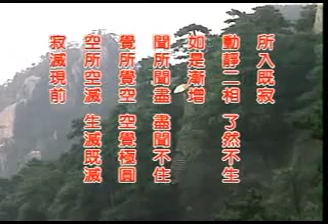 所入既寂
動靜二相 了然不生
如是漸增
聞所聞盡 盡聞不住
覺所覺空 空覺極圓
空所空滅 生滅既滅
寂滅現前